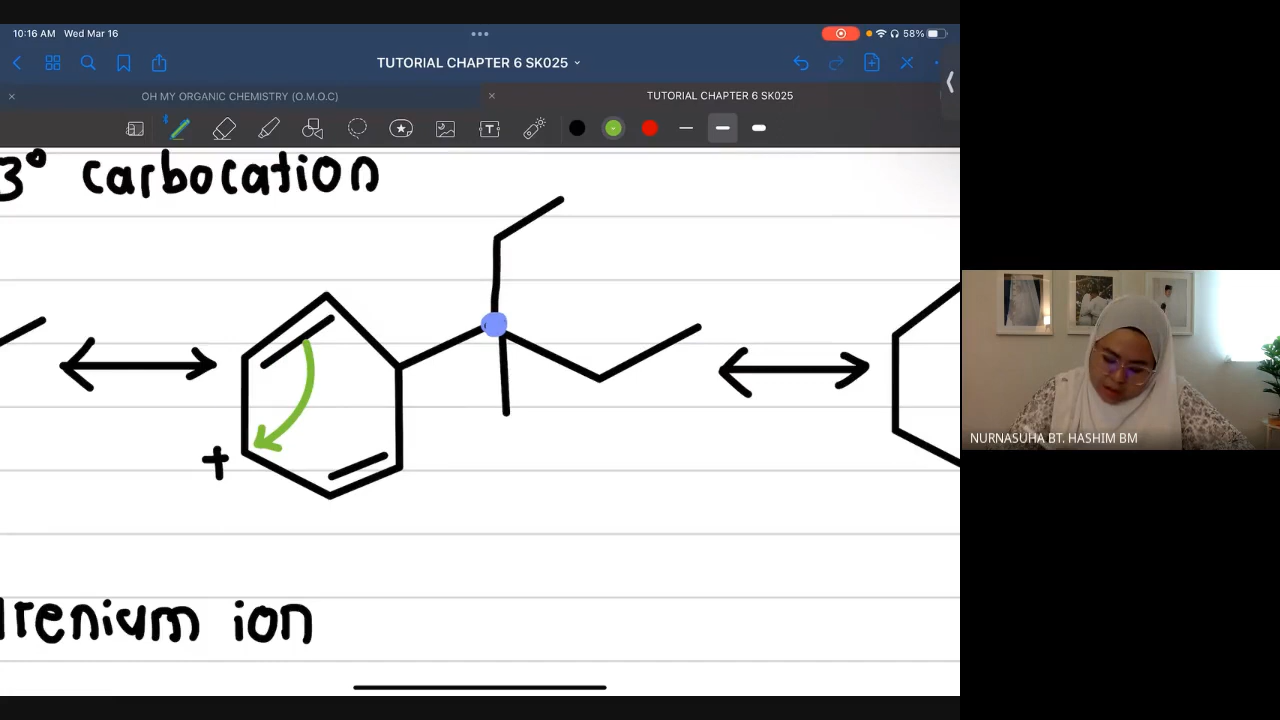 10:16 AM Wed Mar 16
58%
TUTORIAL CHAPTER 6 SK025
OH MY ORGANIC CHEMISTRY (O.M.O.C)
TUTORIAL CHAPTER 6 SK025
T
3° carbocation
+
renium ion
NURNASUHA BT. HASHIM BM